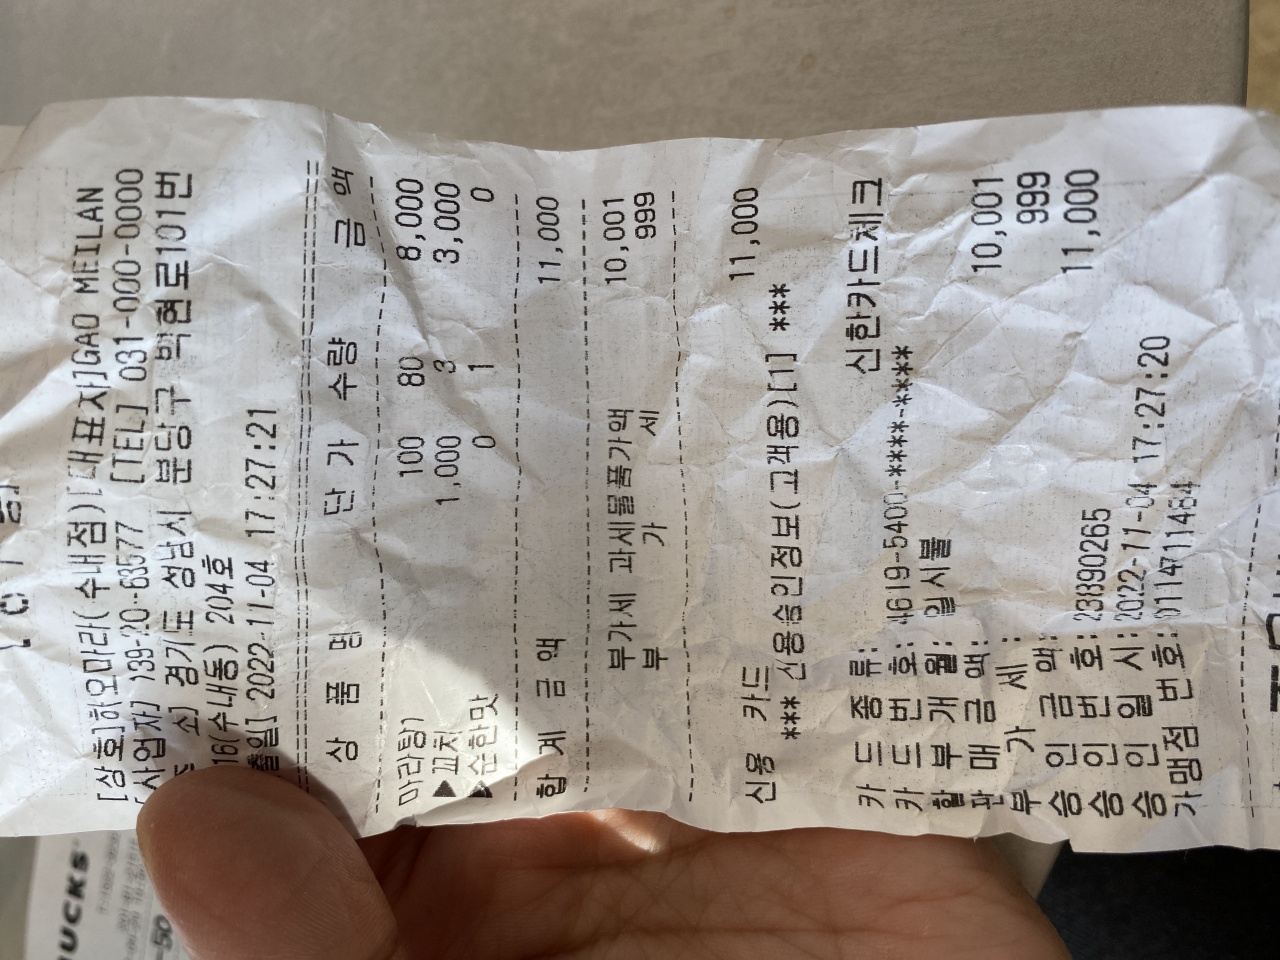 [상호]하오마라(수내점)[대표자]GAO MEILAN
[사업자] 139-20-63577 [TEL] 031-000-0000
소] 경기도 성남시 분당구 백현로101번
16(수내동) 204호
출일] 2022-11-04 17:27:21
상 품 명 단 가 수량 금 액
마라탕1 100 80 8,000
▶꼬치 1,000 3 3,000
▶순한맛 0 1 0
합 계 금 액 11,000
부가세 과세물품가액 10,001
부 가 세 999
신용 카드 11,000
*** 신용승인정보(고객용)[1] ***
카 드 종 류: 신한카드체크
카 드 번 호: 4619-5400-****-****
할 부 개 월: 일시불
판 매 금 액: 10,001
부 가 세 : 999
승 인 금 액: 11,000
승 인 번 호: 23890265
승 인 일 시: 2022-11-04 17:27:20
가맹점 번 호: 0114711484
UCKS
-50